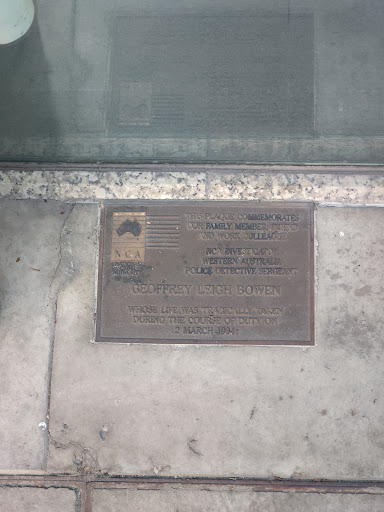 THIS PLAQUE COMMEMORATES
OUR FAMILY MEMBER, FRIEND
AND WORK COLLEAGUE
NCA INVESTIGATOR
WESTERN AUSTRALIA
POLICE DETECTIVE SERGEANT
GEOFFREY LEIGH BOWEN
WHOSE LIFE WAS TRAGICALLY TAKEN
DURING THE COURSE OF DUTY ON
2 MARCH 1994
NCA